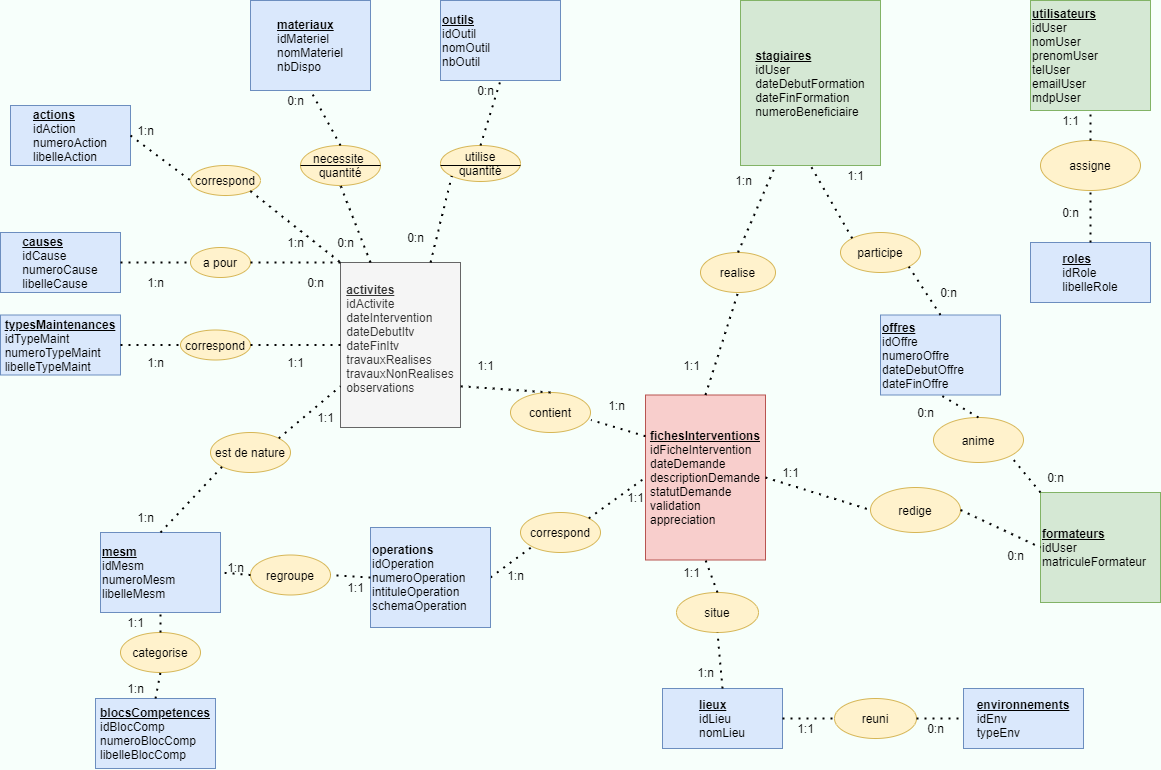 materiaux
idMateriel
nomMateriel
nbDispo
outils
idOutil
nomOutil
nbOutil
stagiaires
idUser
dateDebutFormation
dateFinFormation
numeroBeneficiaire
utilisateurs
idUser
nomUser
prenomUser
telUser
emailUser
mdpUser
actions
idAction
numeroAction
libelleAction
1:n
0:n
0:n
1:1
necessite
quantité
utilise
quantité
correspond
assigne
1:n
1:1
0:n
causes
idCause
numeroCause
libelleCause
a pour
1:n
0:n
0:n
1:n
0:n
participe
realise
roles
idRole
libelleRole
activites
idActivite
dateIntervention
dateDebutItv
dateFinItv
travauxRealises
travauxNonRealises
observations
0:n
typesMaintenances
idTypeMaint
numeroTypeMaint
libelleTypeMaint
correspond
1:n
1:1
offres
idOffre
numeroOffre
dateDebutOffre
dateFinOffre
1:1
1:1
contient
1:n
1:1
0:n
anime
0:n
est de nature
fichesInterventions
idFicheIntervention
dateDemande
descriptionDemande
statutDemande
validation
appreciation
1:1
redige
0:n
formateurs
idUser
matriculeFormateur
1:1
correspond
1:n
1:n
mesm
idMesm
numeroMesm
libelleMesm
1:n
regroupe
1:1
operations
idOperation
numeroOperation
intituleOperation
schemaOperation
1:1
situe
1:n
1:1
categorise
1:n
blocsCompetences
idBlocComp
numeroBlocComp
libelleBlocComp
lieux
idLieu
nomLieu
1:1
reuni
0:n
environnements
idEnv
typeEnv